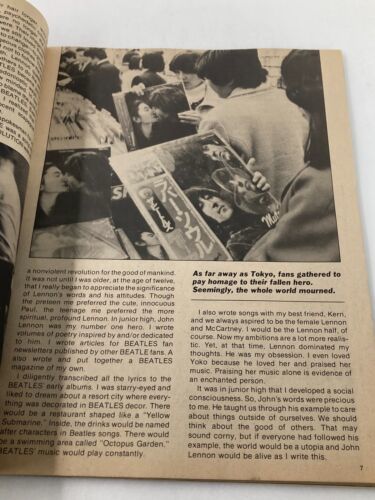 hair longer
BEATLE
BEATLES
spoke
was a
ラバー・ソウル
a nonviolent revolution for the good of mankind.
It was not until I was older, at the age of twelve,
that I really began to appreciate the significance
of Lennon's words and his attitudes. Though
the preteen me preferred the cute, innocuous
Paul, the teenage me preferred the more
spiritual, profound Lennon. In junior high, John
Lennon was my number one hero. I wrote
volumes of poetry inspired by and/or dedicated
to him. I wrote articles for BEATLES fan
newsletters published by other BEATLE fans. A
also wrote and put together a BEATLES
magazine of my own.
I diligently transcribed all the lyrics to the
BEATLES' early albums. I was starry-eyed and
liked to dream about a resort city where every-
thing was decorated in BEATLES decor. There
would be a restaurant shaped like a "Yellow
Submarine." Inside, the drinks would be named
after characters in Beatles songs. There would
be a swimming area called "Octopus Garden."
BEATLES' music would play constantly.
As far away as Tokyo, fans gathered to
pay homage to their fallen hero.
Seemingly, the whole world mourned.
I also wrote songs with my best friend, Kerri,
and we always aspired to be the female Lennon
and McCartney. I would be the Lennon half, of
course. Now my ambitions are a lot more realis-
tic. Yet, at that time, Lennon dominated my
thoughts. He was my obsession. I even loved
Yoko because he loved her and praised her
music. Praising her music alone is evidence of
an enchanted person.
It was in junior high that I developed a social
consciousness. So, John's words were precious
to me. He taught us through his example to care
about things outside of ourselves. We should
think about the good of others. That may
sound corny, but if everyone had followed his
example, the world would be a utopia and John
Lennon would be alive as I write this.
7